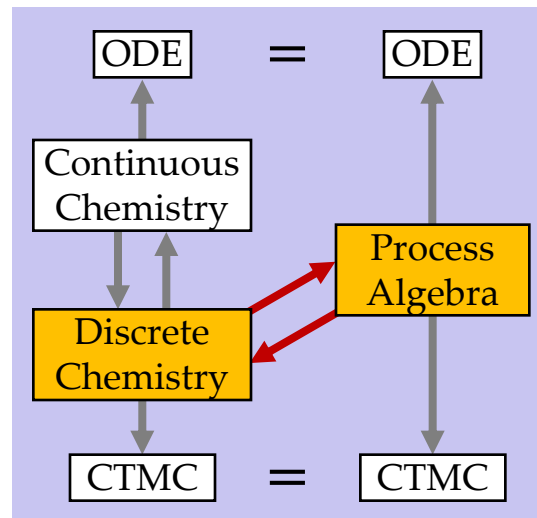 ODE = ODE
Continuous
Chemistry
Process
Algebra
Discrete
Chemistry
CTMC = CTMC